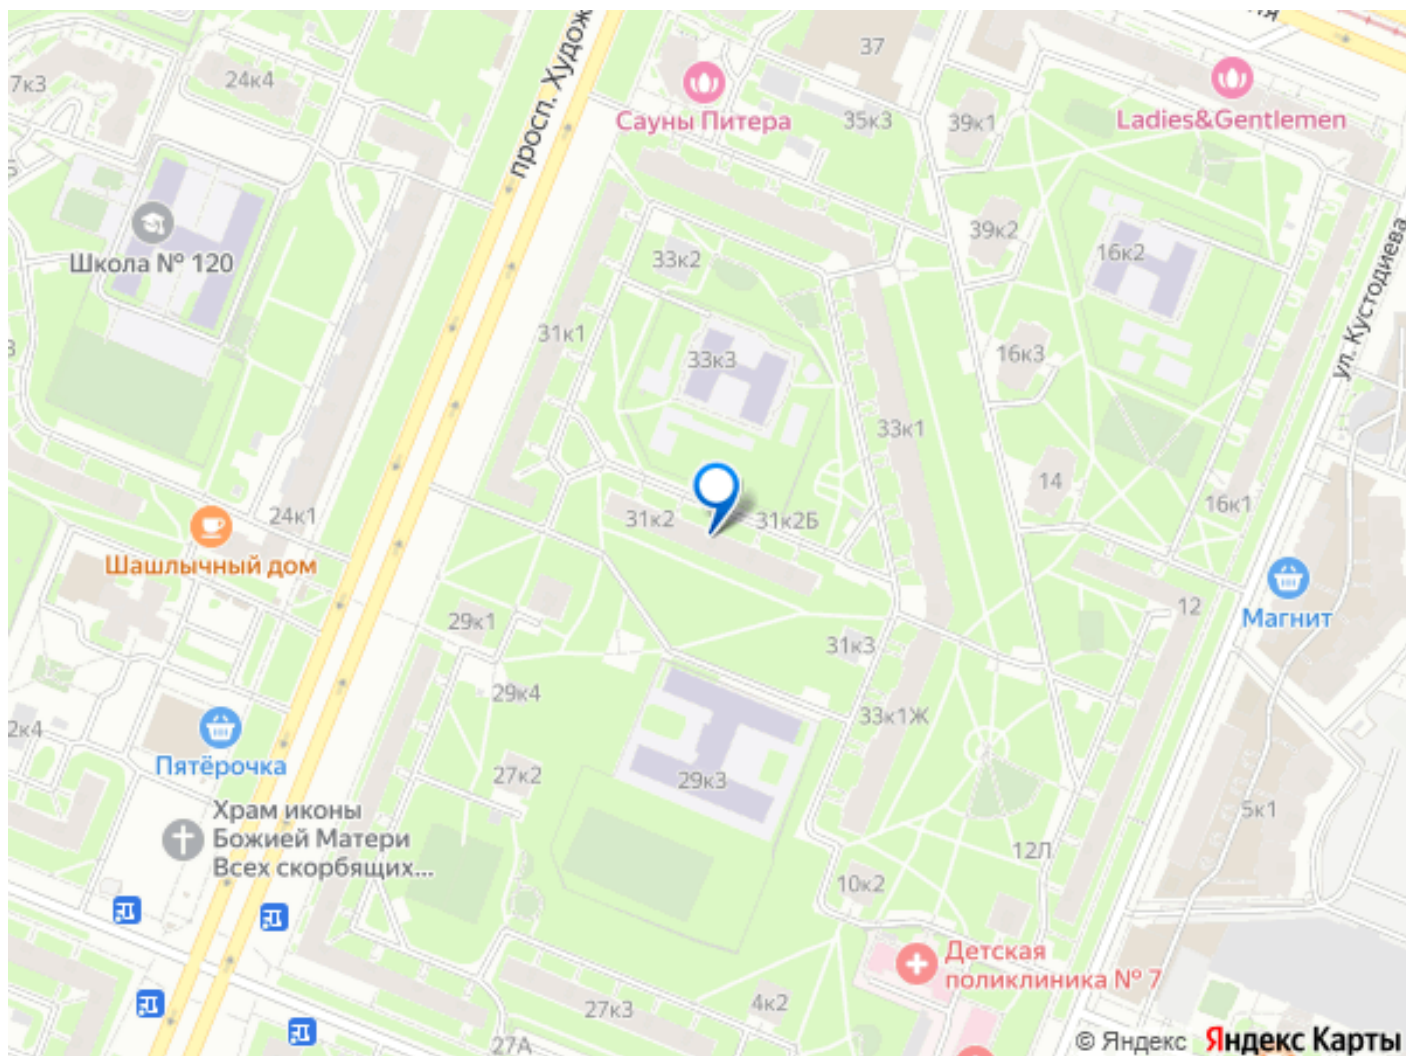 37
7к3
24к4
просп. Худож
Сауны Питера
35к3
39к1
Ladies&Gentlemen
Школа № 120
33к2
39к2
16к2
ул. Кустодиева
31к1
33к3
16к3
33к1
14
16к1
24к1
31к2
31к2Б
Шашлычный дом
29к1
12
Магнит
31к3
29к4
33к1Ж
2к4
Пятёрочка
27к2
29к3
5к1
Храм иконы
Божией Матери
Всех скорбящих...
12Л
10к2
Детская
поликлиника № 7
27к3
4к2
27А
© Яндекс Яндекс Карты